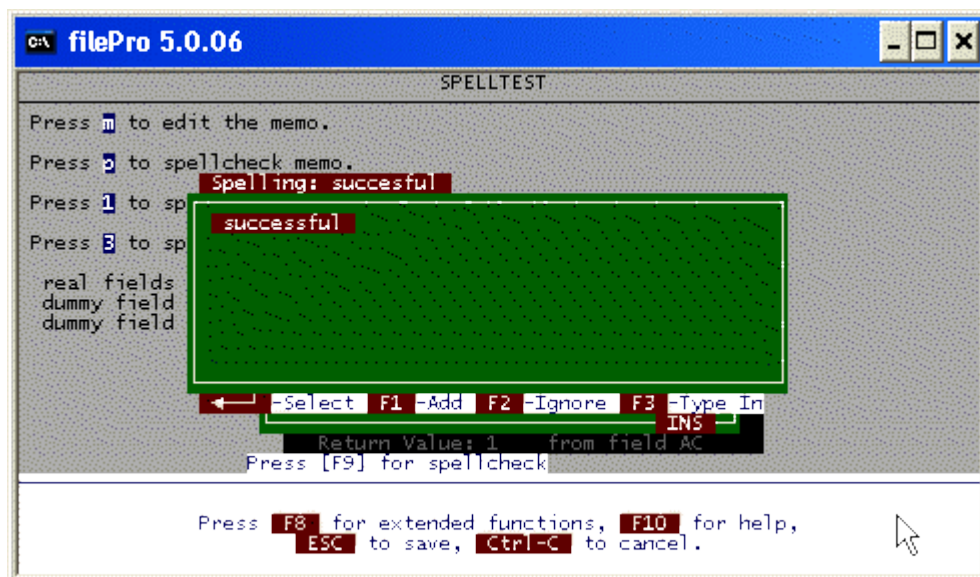 filePro 5.0.06
SPELLTEST
Press m to edit the memo.
Press p to spellcheck memo.
Spelling: succesful
Press 1 to sp
successful
Press 3 to sp
real fields
dummy field
dummy field
-Select F1 -Add F2 -Ignore F3 -Type In
INS
Return Value: 1 from field AC
Press [F9] for spellcheck
Press F8 for extended functions, F10 for help,
ESC to save, Ctrl-C to cancel.